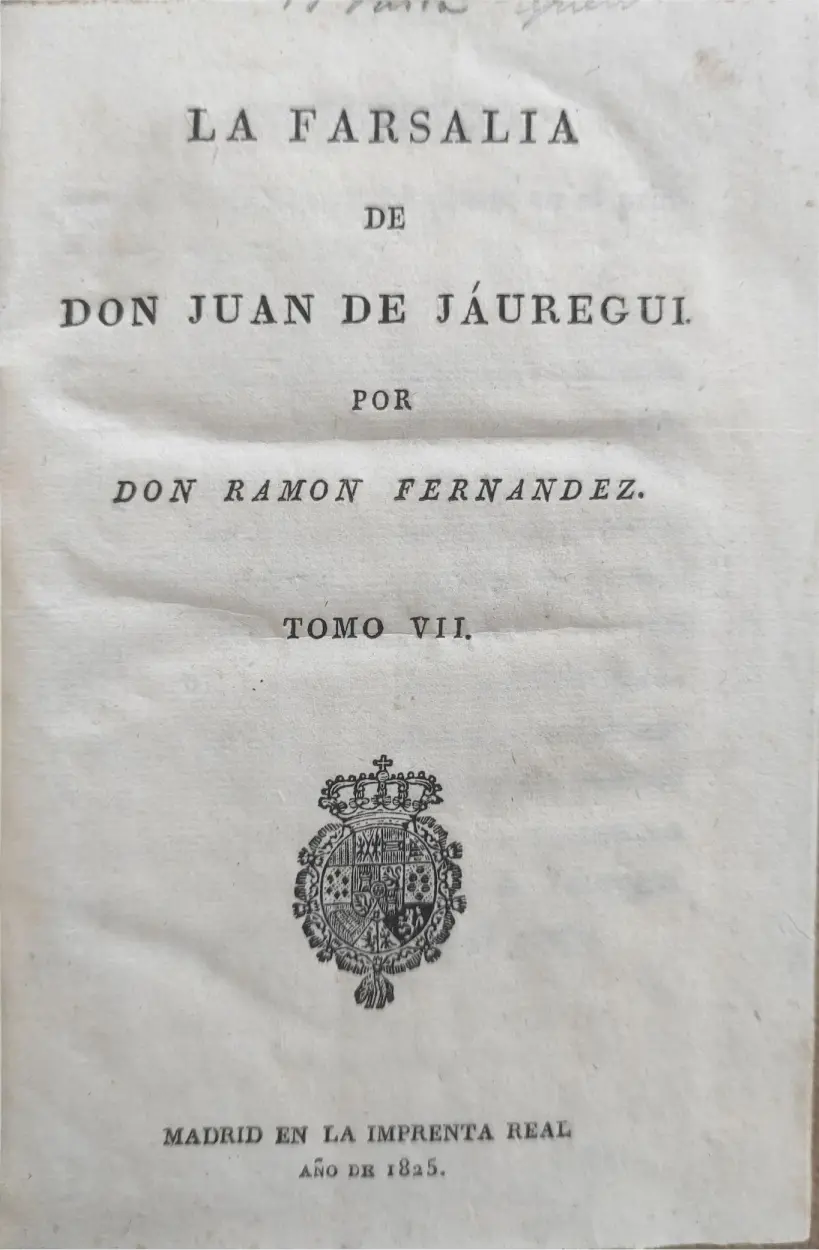 LA FARSALIA
DE
DON JUAN DE JÁUREGUI.
POR
DON RAMON FERNANDEZ.
TOMO VII.
MADRID EN LA IMPRENTA REAL
AÑO DE 1825.